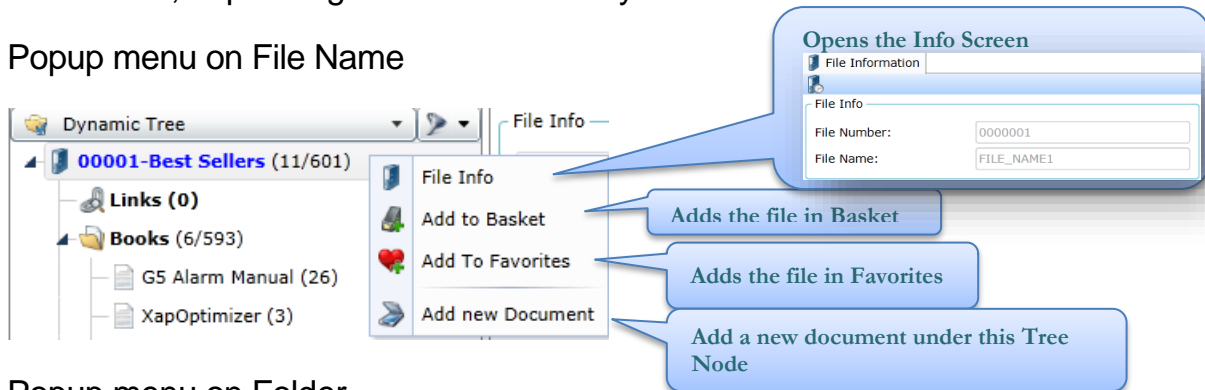 Popup menu on File Name
Opens the Info Screen
File Information
File Info
File Number: 0000001
File Name: FILE_NAME1
Dynamic Tree
File Info
00001-Best Sellers (11/601)
Links (0)
Books (6/593)
G5 Alarm Manual (26)
XapOptimizer (3)
File Info
Add to Basket
Add To Favorites
Add new Document
Adds the file in Basket
Adds the file in Favorites
Add a new document under this Tree
Node
Popup menu on Folder